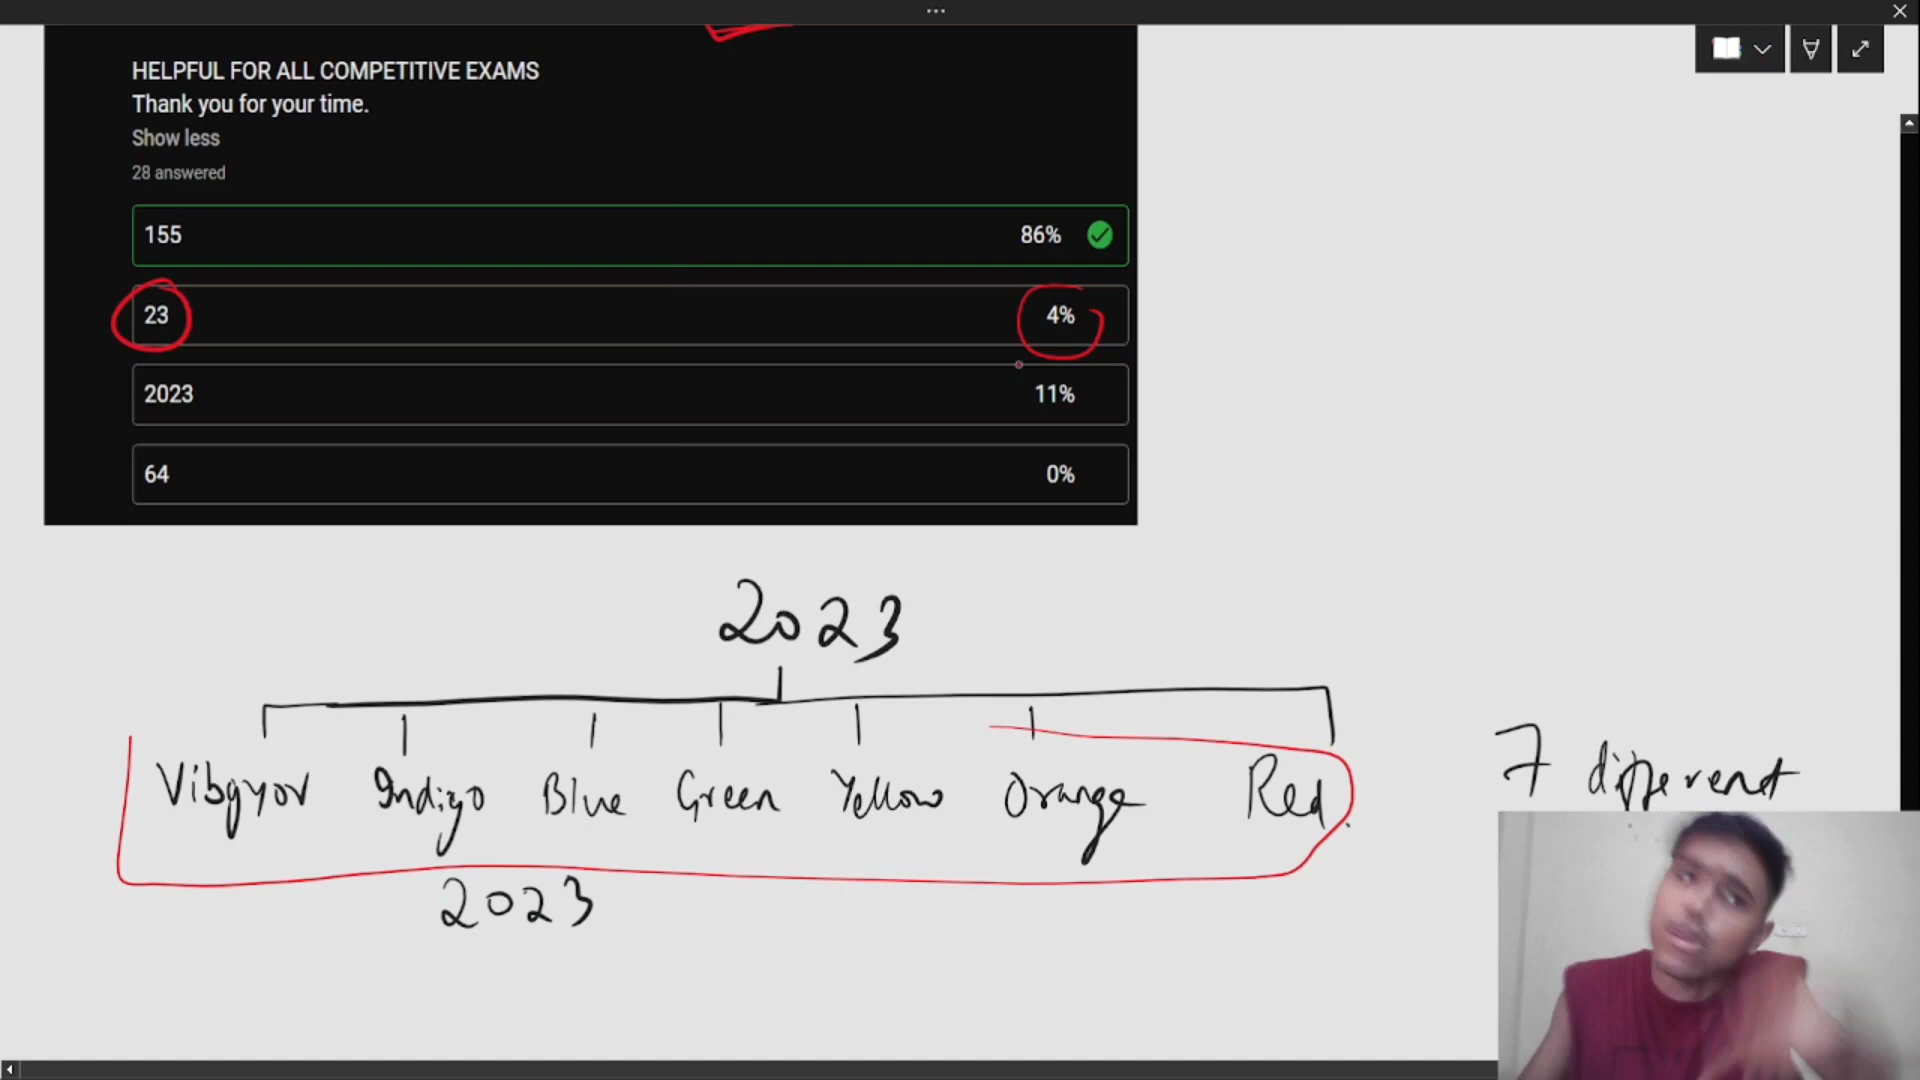 HELPFUL FOR ALL COMPETITIVE EXAMS
Thank you for your time.
Show less
28 answered
155 86%
23 4%
2023 11%
64 0%
2023
Vibgyor Indigo Blue Green Yellow Orange Red.
7 different
2023